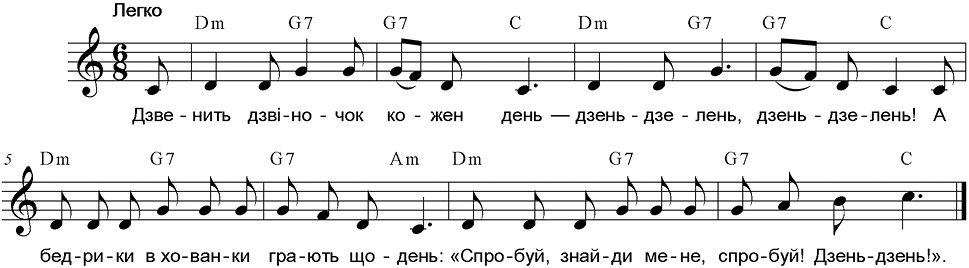 Легко
Dm G7 G7 C Dm G7 G7 C
6
8
Дзве - нить дзві - но - чок ко - жен день — дзень - дзе - лень, дзень - дзе - лень! А
5 Dm G7 G7 Am Dm G7 G7 C
бед - ри - ки в хо - ван - ки гра - ють що - день: «Спро - буй, знай - ди ме - не, спро - буй! Дзень - дзень!».